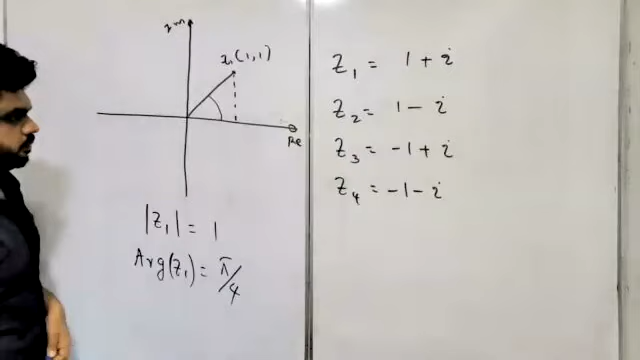 Im
z₁(1,1)
Re
|Z₁| = 1
Arg(Z₁) = π/4
Z₁ = 1 + i
Z₂ = 1 - i
Z₃ = -1 + i
Z₄ = -1 - i